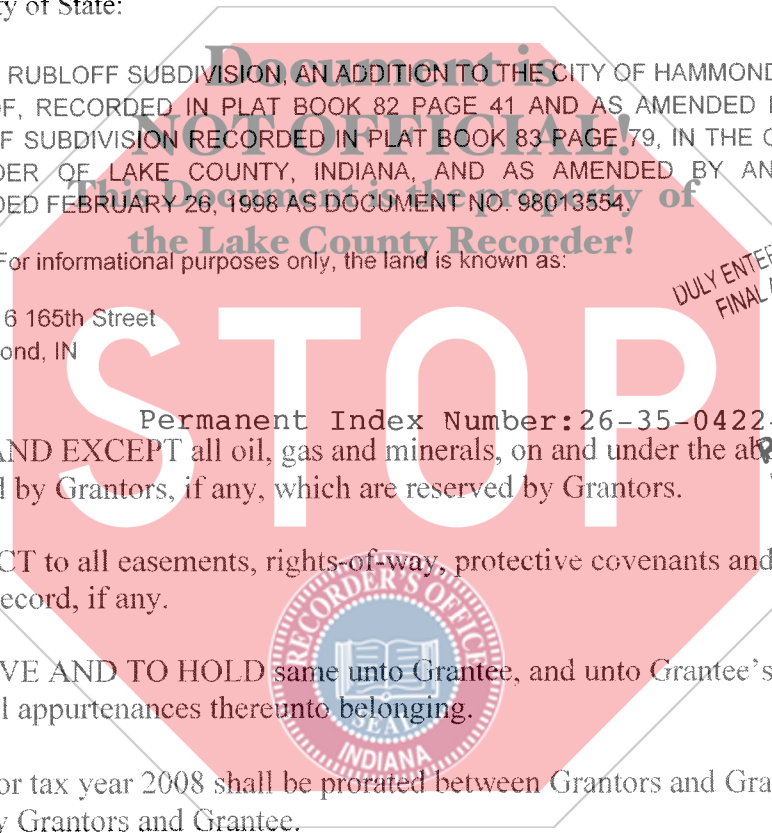 ty of State:
Document is
RUBLOFF SUBDIVISION, AN ADDITION TO THE CITY OF HAMMOND
OF, RECORDED IN PLAT BOOK 82 PAGE 41 AND AS AMENDED
NOT OFFICIAL!
F SUBDIVISION RECORDED IN PLAT BOOK 83 PAGE 79, IN THE
DER OF LAKE COUNTY, INDIANA, AND AS AMENDED BY AN
This Document is the property of
DED FEBRUARY 26, 1998 AS DOCUMENT NO. 98013554,
the Lake County Recorder!
For informational purposes only, the land is known as:
DULY ENTER
FINAL A
6 165th Street
ond, IN
STOP
Permanent Index Number:26-35-0422
AND EXCEPT all oil, gas and minerals, on and under the ab
d by Grantors, if any, which are reserved by Grantors.
CT to all easements, rights-of-way, protective covenants and
ecord, if any.
RECORDER'S OFFICE
VE AND TO HOLD same unto Grantee, and unto Grantee's
l appurtenances thereunto belonging.
SEAL
INDIANA
or tax year 2008 shall be prorated between Grantors and Gra
y Grantors and Grantee.